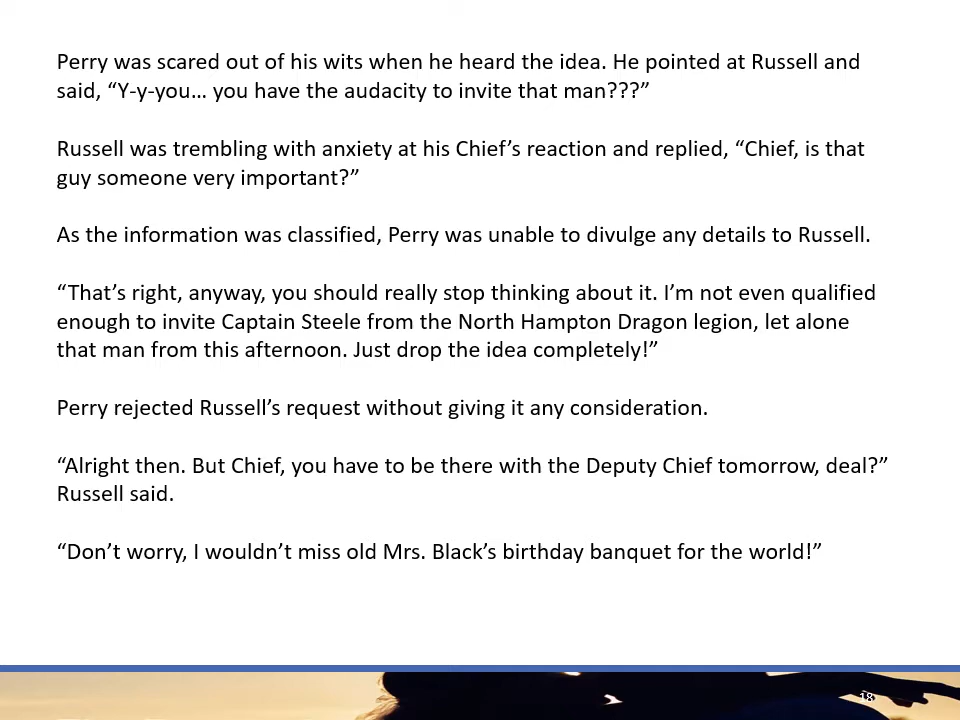 Perry was scared out of his wits when he heard the idea. He pointed at Russell and
said, “Y-y-you… you have the audacity to invite that man???”
Russell was trembling with anxiety at his Chief’s reaction and replied, “Chief, is that
guy someone very important?”
As the information was classified, Perry was unable to divulge any details to Russell.
“That’s right, anyway, you should really stop thinking about it. I’m not even qualified
enough to invite Captain Steele from the North Hampton Dragon legion, let alone
that man from this afternoon. Just drop the idea completely!”
Perry rejected Russell’s request without giving it any consideration.
“Alright then. But Chief, you have to be there with the Deputy Chief tomorrow, deal?”
Russell said.
“Don’t worry, I wouldn’t miss old Mrs. Black’s birthday banquet for the world!”
18